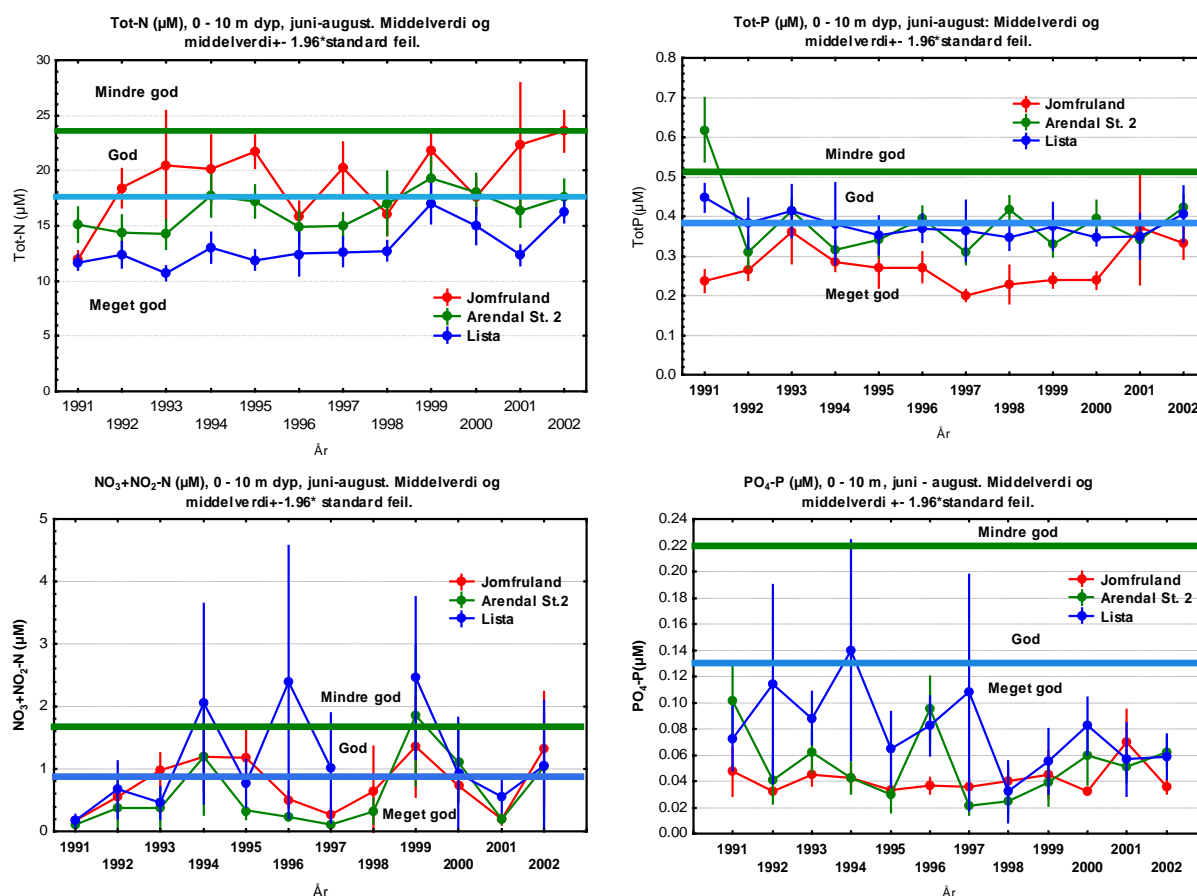 Tot-N (µM), 0 - 10 m dyp, juni-august. Middelverdi og
middelverdi+- 1.96*standard feil.
Tot-N (µM)
30
25
20
15
10
5
0
Mindre god
God
Meget god
Jomfruland
Arendal St. 2
Lista
1991 1993 1995 1997 1999 2001
1992 1994 1996 1998 2000 2002
År
Tot-P (µM), 0 - 10 m dyp, juni-august: Middelverdi og
middelverdi+- 1.96*standard feil.
TotP (µM)
0.8
0.7
0.6
0.5
0.4
0.3
0.2
0.1
0.0
Jomfruland
Arendal St. 2
Lista
Mindre god
God
Meget god
1991 1993 1995 1997 1999 2001
1992 1994 1996 1998 2000 2002
År
NO3+NO2-N (µM), 0 - 10 m dyp, juni-august. Middelverdi og
middelverdi+-1.96* standard feil.
NO3+NO2-N (µM)
5
4
3
2
1
0
Jomfruland
Arendal St.2
Lista
Mindre god
God
Meget god
1991 1993 1995 1997 1999 2001
1992 1994 1996 1998 2000 2002
År
PO4-P (µM), 0 - 10 m, juni - august. Middelverdi og
middelverdi +- 1.96*standard feil.
PO4-P(µM)
0.24
0.22
0.20
0.18
0.16
0.14
0.12
0.10
0.08
0.06
0.04
0.02
0.00
Mindre god
Jomfruland
Arendal St. 2
Lista
God
Meget god
1991 1993 1995 1997 1999 2001
1992 1994 1996 1998 2000 2002
År